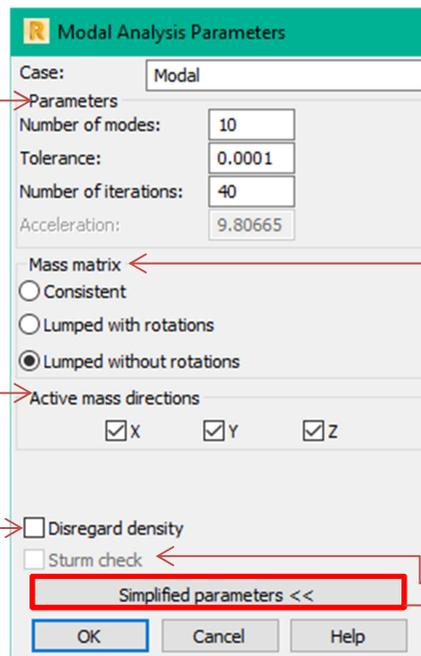 R Modal Analysis Parameters
Case: Modal
Parameters
Number of modes: 10
Tolerance: 0.0001
Number of iterations: 40
Acceleration: 9.80665
Mass matrix
Consistent
Lumped with rotations
Lumped without rotations
Active mass directions
X Y Z
Disregard density
Sturm check
Simplified parameters <<
OK Cancel Help